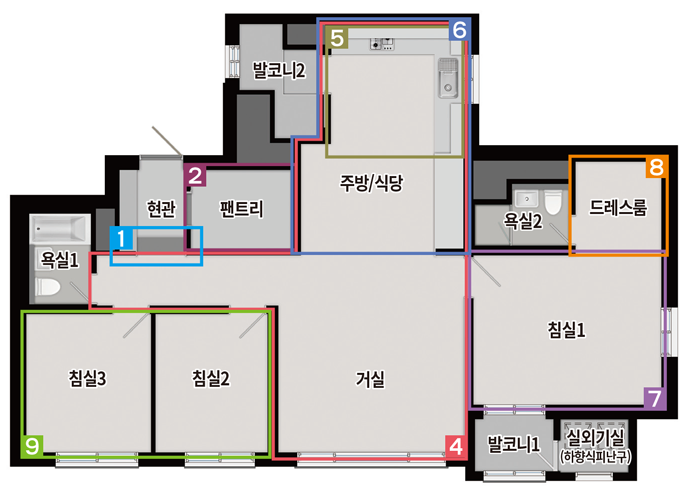 5
6
발코니2
2
8
현관
팬트리
주방/식당
드레스룸
욕실2
1
욕실1
침실1
침실3
침실2
거실
7
9
4
발코니1
실외기실
(하향식피난구)